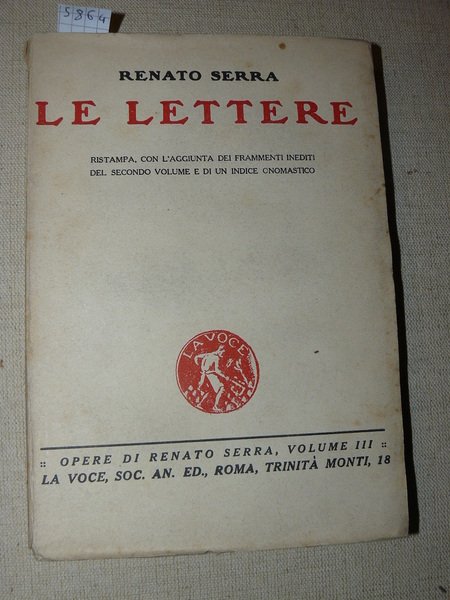 5864
RENATO SERRA
LE LETTERE
RISTAMPA, CON L'AGGIUNTA DEI FRAMMENTI INEDITI
DEL SECONDO VOLUME E DI UN INDICE ONOMASTICO
LA VOCE
:: OPERE DI RENATO SERRA, VOLUME III ::
LA VOCE, SOC. AN. ED., ROMA, TRINITÀ MONTI, 18